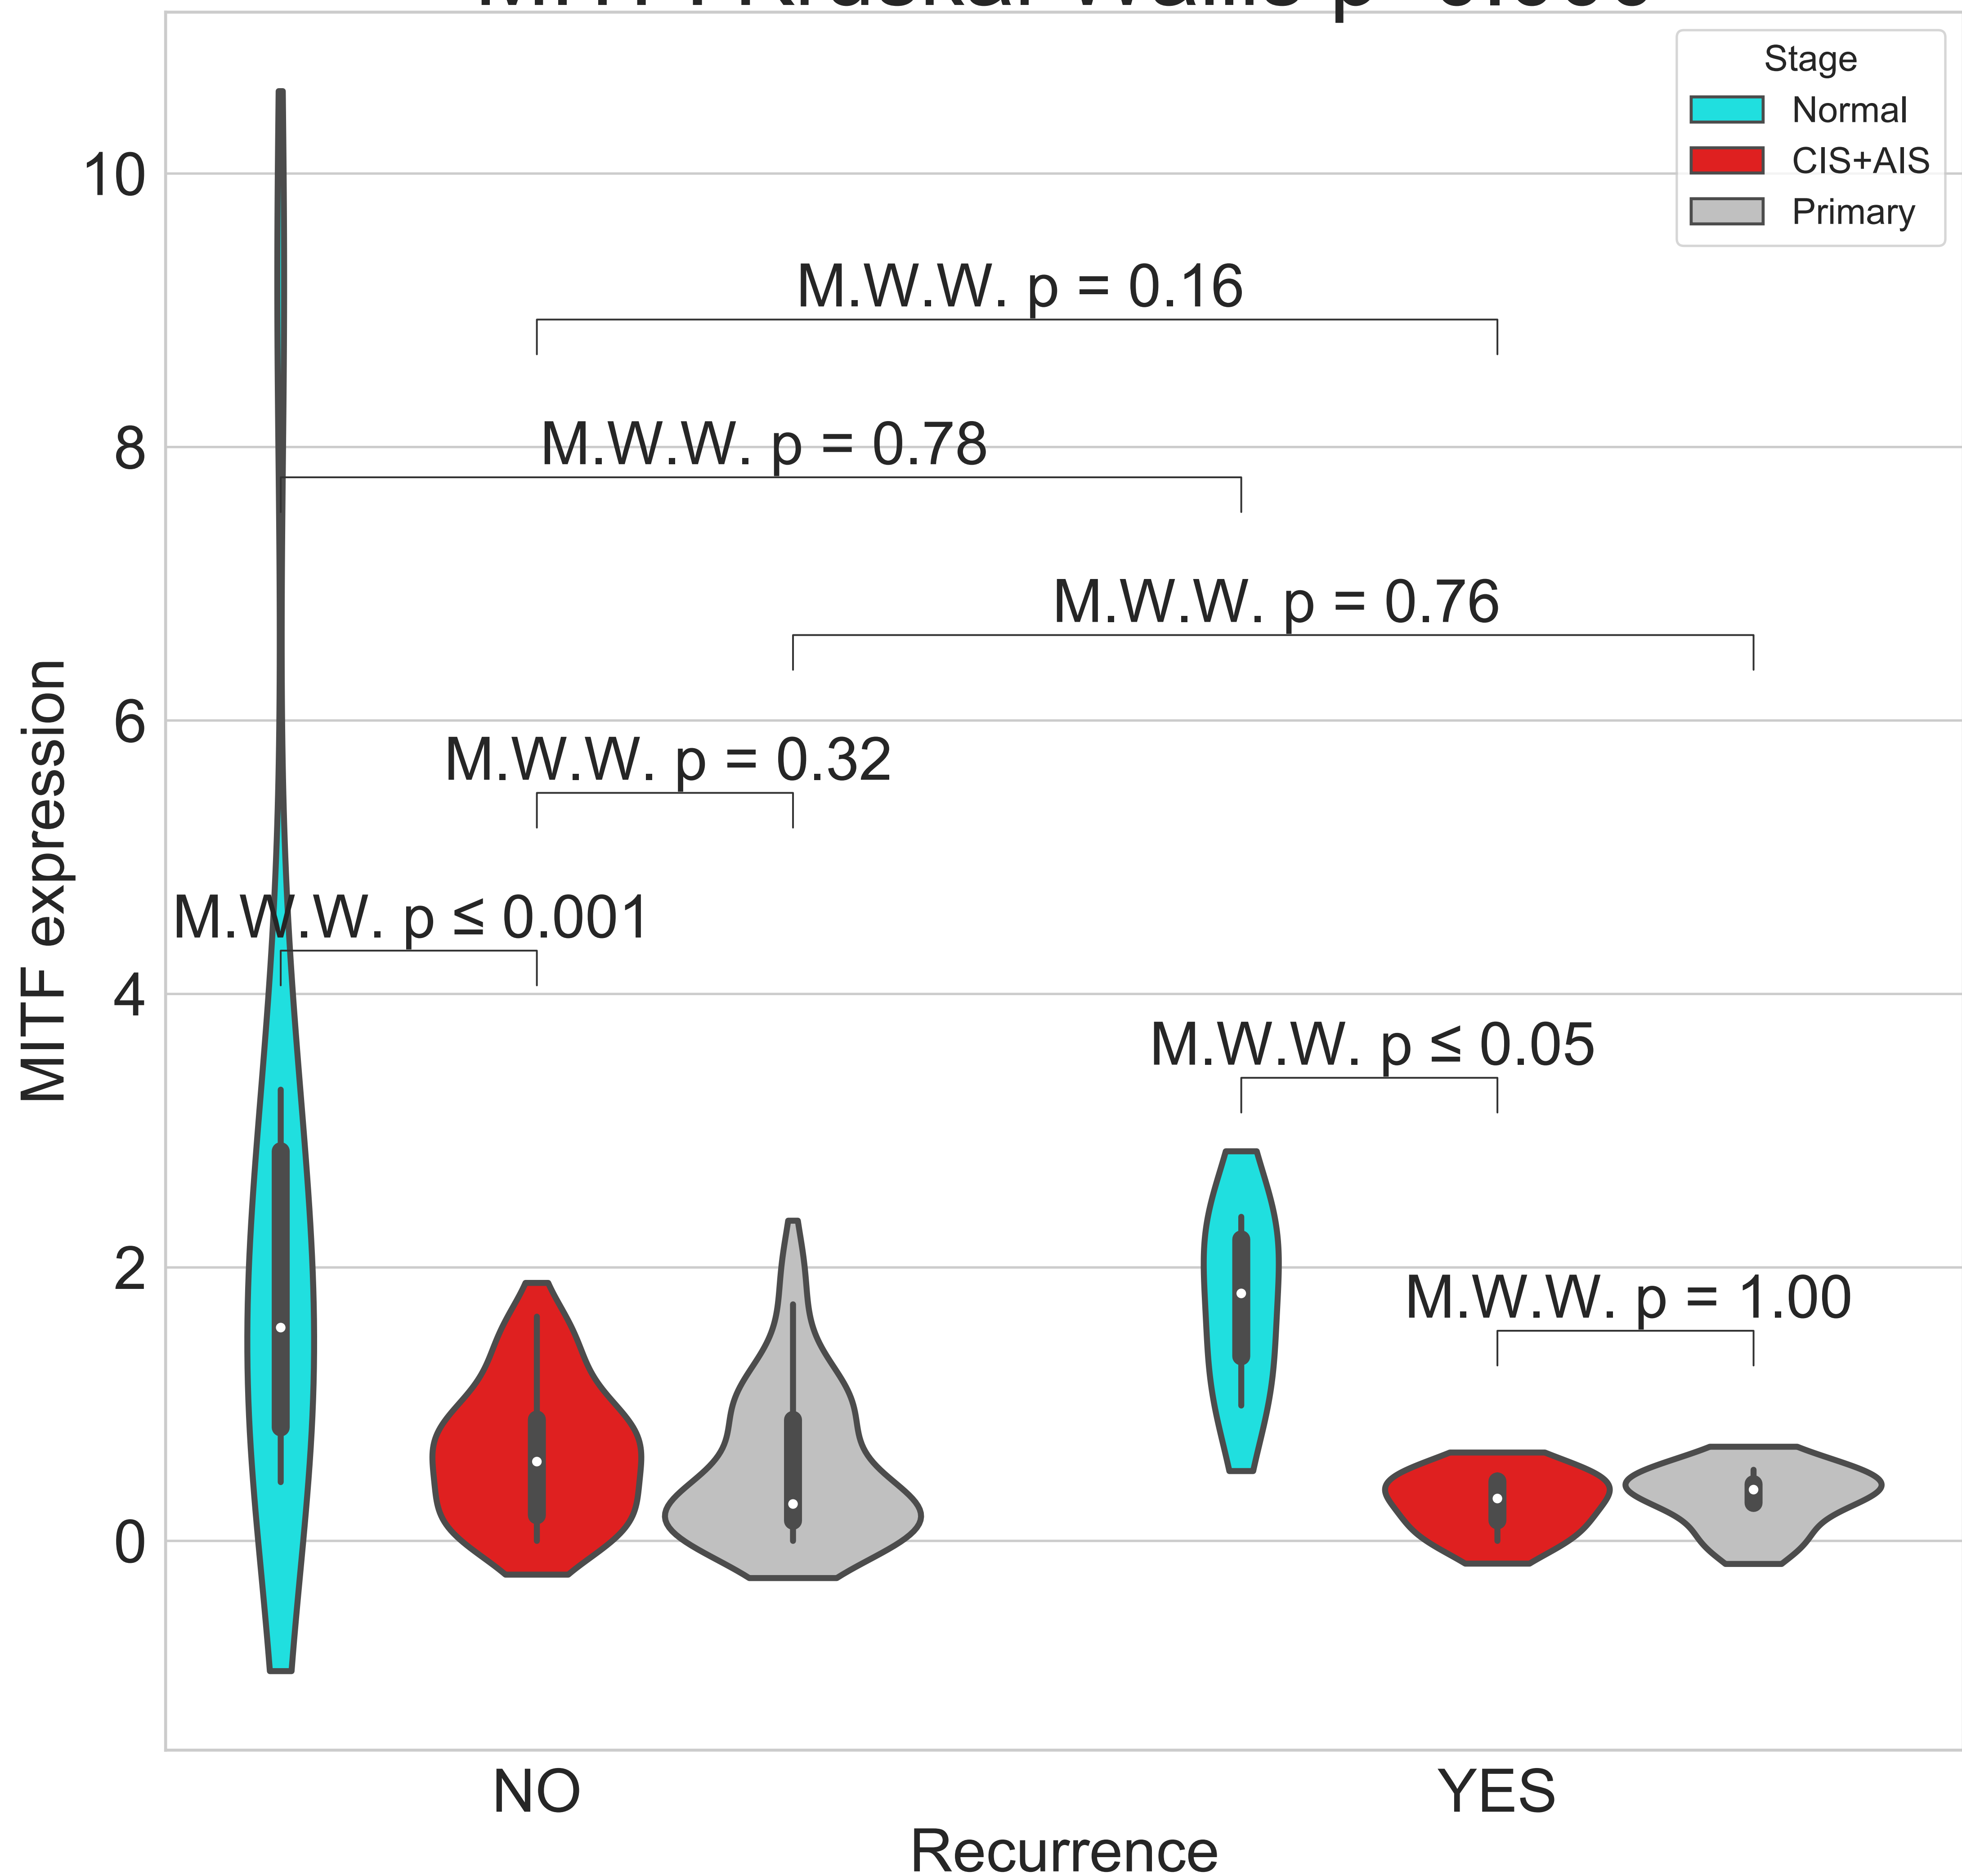 Stage
Normal
CIS+AIS
Primary
10
8
6
4
2
0
MITF expression
M.W.W. p = 0.16
M.W.W. p = 0.78
M.W.W. p = 0.76
M.W.W. p = 0.32
M.W.W. p ≤ 0.001
M.W.W. p ≤ 0.05
M.W.W. p = 1.00
NO
YES
Recurrence